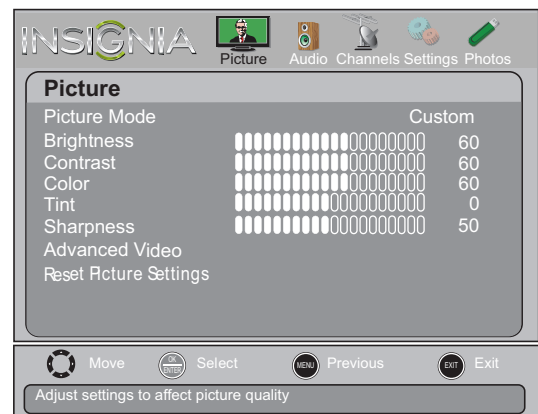 INSIGNIA
Picture Audio Channels Settings Photos
Picture
Picture Mode Custom
Brightness 60
Contrast 60
Color 60
Tint 0
Sharpness 50
Advanced Video
Reset Picture Settings
Move OK ENTER Select MENU Previous EXIT Exit
Adjust settings to affect picture quality